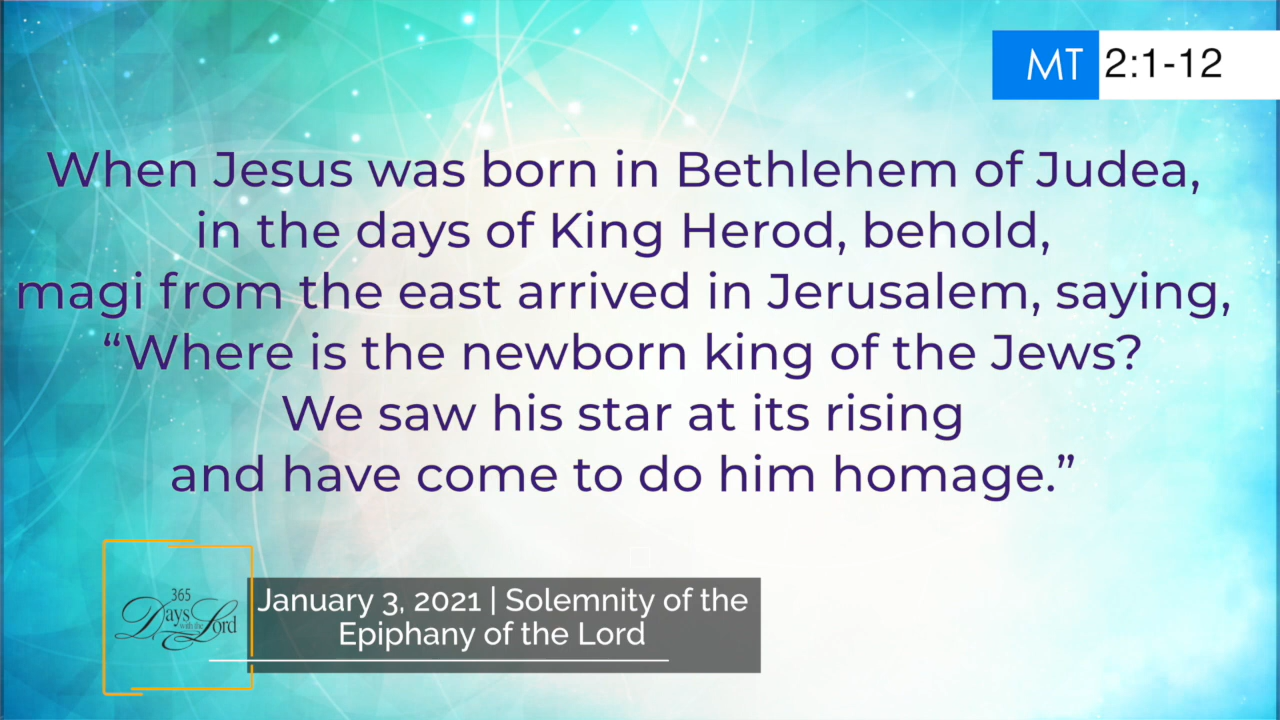 MT 2:1-12
When Jesus was born in Bethlehem of Judea,
in the days of King Herod, behold,
magi from the east arrived in Jerusalem, saying,
“Where is the newborn king of the Jews?
We saw his star at its rising
and have come to do him homage.”
365
Days with the Lord
January 3, 2021 | Solemnity of the
Epiphany of the Lord